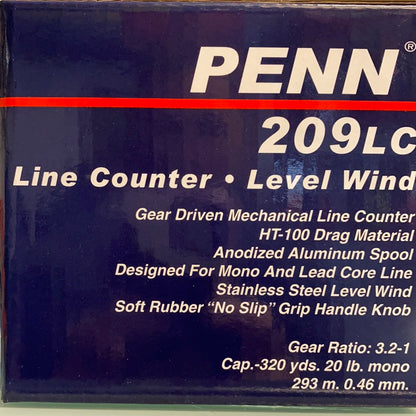 PENN®
209LC
Line Counter • Level Wind
Gear Driven Mechanical Line Counter
HT-100 Drag Material
Anodized Aluminum Spool
Designed For Mono And Lead Core Line
Stainless Steel Level Wind
Soft Rubber “No Slip” Grip Handle Knob
Gear Ratio: 3.2-1
Cap.-320 yds. 20 lb. mono
293 m. 0.46 mm.